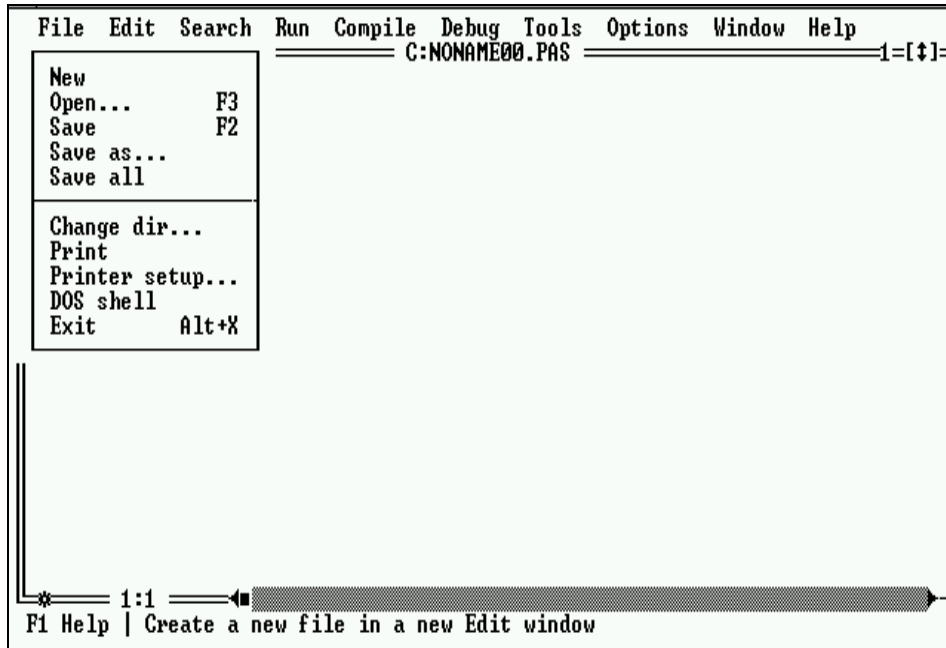 File Edit Search Run Compile Debug Tools Options Window Help
C:NONAME00.PAS 1=[↕]=
New
Open... F3
Save F2
Save as...
Save all
Change dir...
Print
Printer setup...
DOS shell
Exit Alt+X
1:1
F1 Help | Create a new file in a new Edit window